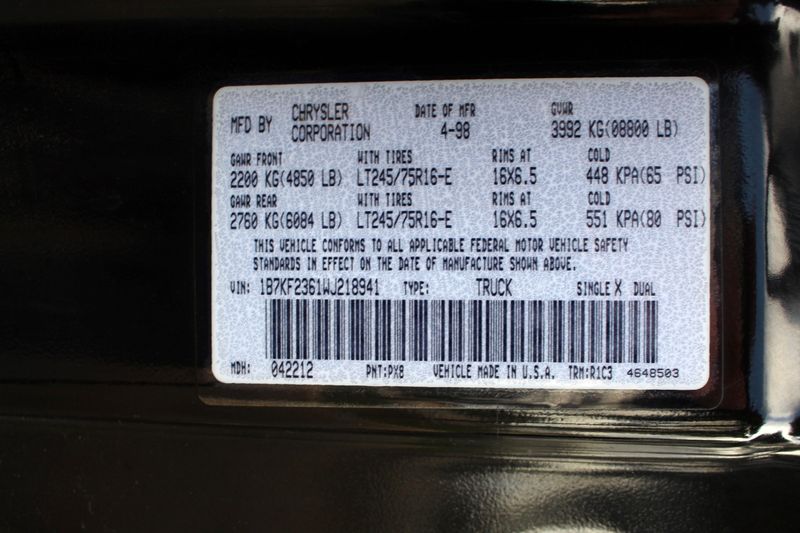 MFD BY CHRYSLER CORPORATION DATE OF MFR 4-98 GVWR 3992 KG(08800 LB)
GAWR FRONT WITH TIRES RIMS AT COLD
2200 KG(4850 LB) LT245/75R16-E 16X6.5 448 KPA(65 PSI)
GAWR REAR WITH TIRES RIMS AT COLD
2760 KG(6084 LB) LT245/75R16-E 16X6.5 551 KPA(80 PSI)
THIS VEHICLE CONFORMS TO ALL APPLICABLE FEDERAL MOTOR VEHICLE SAFETY
STANDARDS IN EFFECT ON THE DATE OF MANUFACTURE SHOWN ABOVE.
VIN: 1B7KF2361WJ218941 TYPE: TRUCK SINGLE X DUAL
MDH: 042212 PNT:PX8 VEHICLE MADE IN U.S.A. TRM:R1C3 4648503